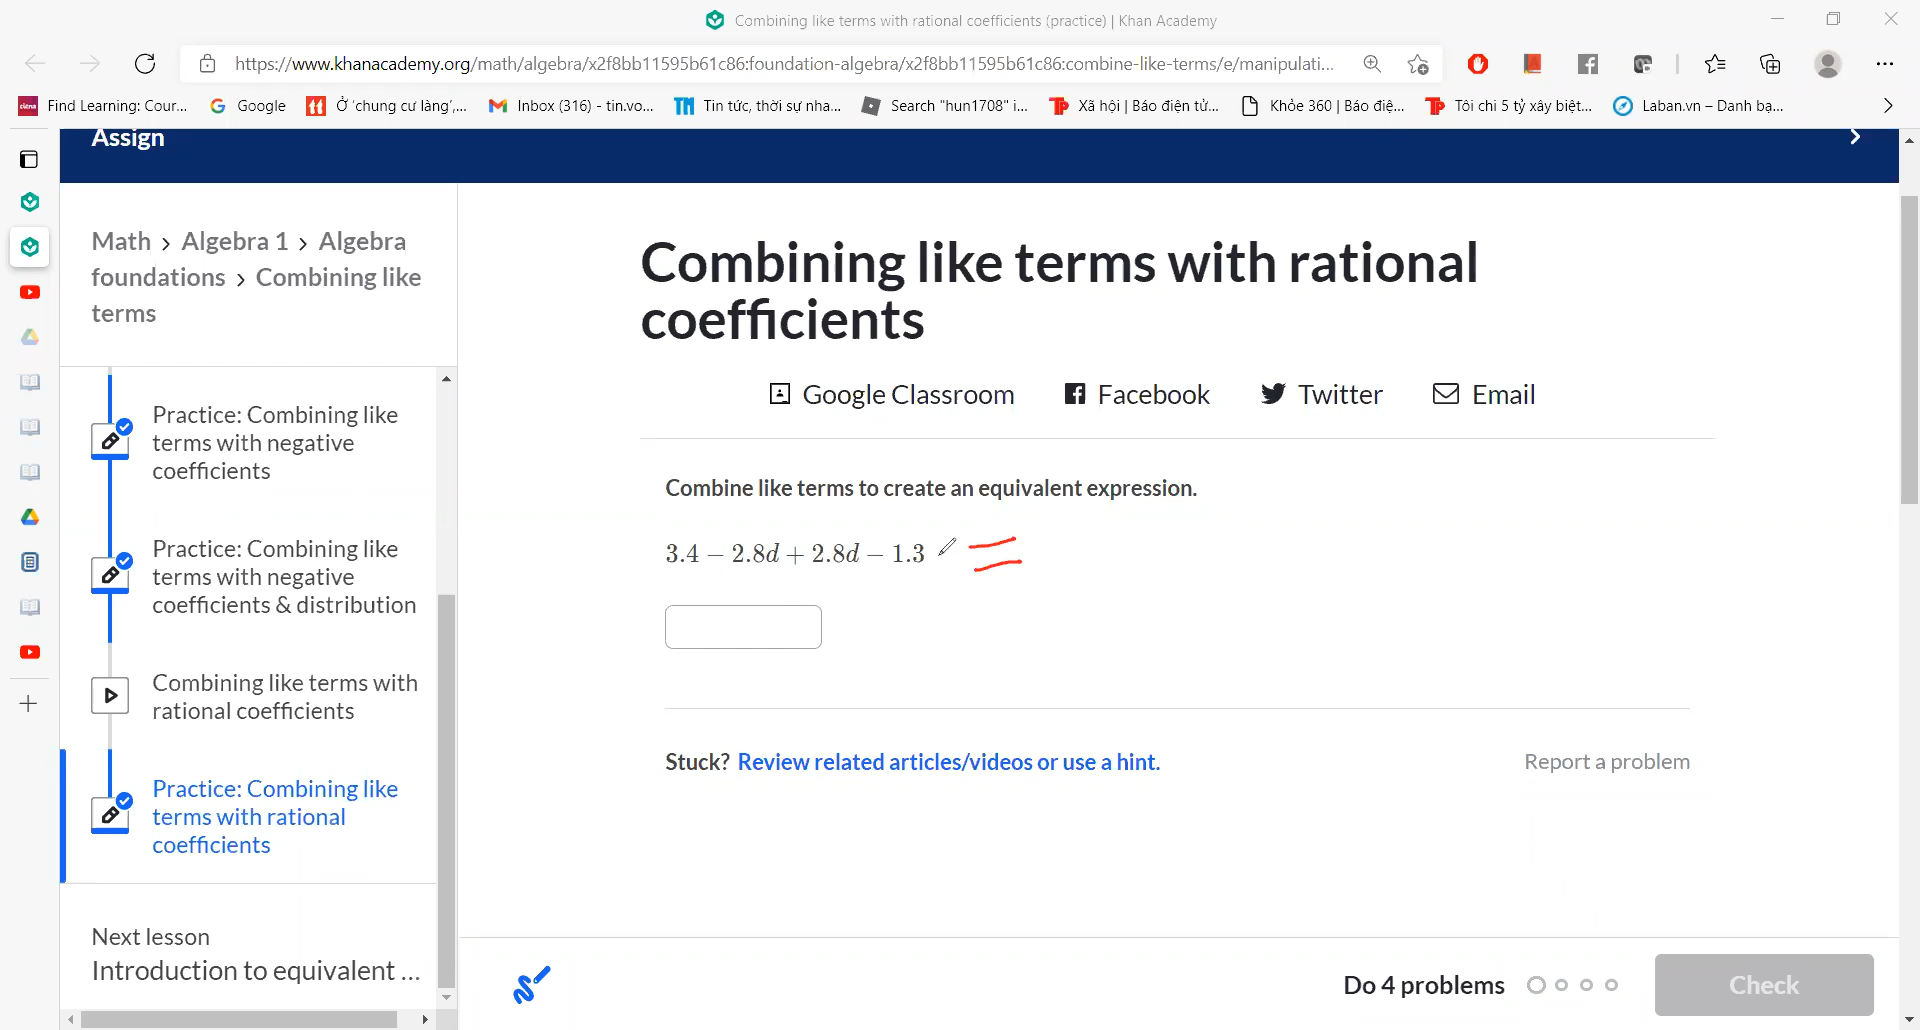 Combining like terms with rational coefficients (practice) | Khan Academy
https://www.khanacademy.org/math/algebra/x2f8bb11595b61c86:foundation-algebra/x2f8bb11595b61c86:combine-like-terms/e/manipulati...
ciena Find Learning: Cour... Google Ở 'chung cư làng',... Inbox (316) - tin.vo... Tin tức, thời sự nha... Search "hun1708" i... Xã hội | Báo điện tử... Khỏe 360 | Báo điệ... Tôi chi 5 tỷ xây biệt... Laban.vn – Danh bạ...
Assign
Math › Algebra 1 › Algebra
foundations › Combining like
terms
Practice: Combining like
terms with negative
coefficients
Practice: Combining like
terms with negative
coefficients & distribution
Combining like terms with
rational coefficients
Practice: Combining like
terms with rational
coefficients
Next lesson
Introduction to equivalent ...
Combining like terms with rational
coefficients
Google Classroom Facebook Twitter Email
Combine like terms to create an equivalent expression.
3.4 − 2.8d + 2.8d − 1.3 =
Stuck? Review related articles/videos or use a hint.
Report a problem
Do 4 problems
Check